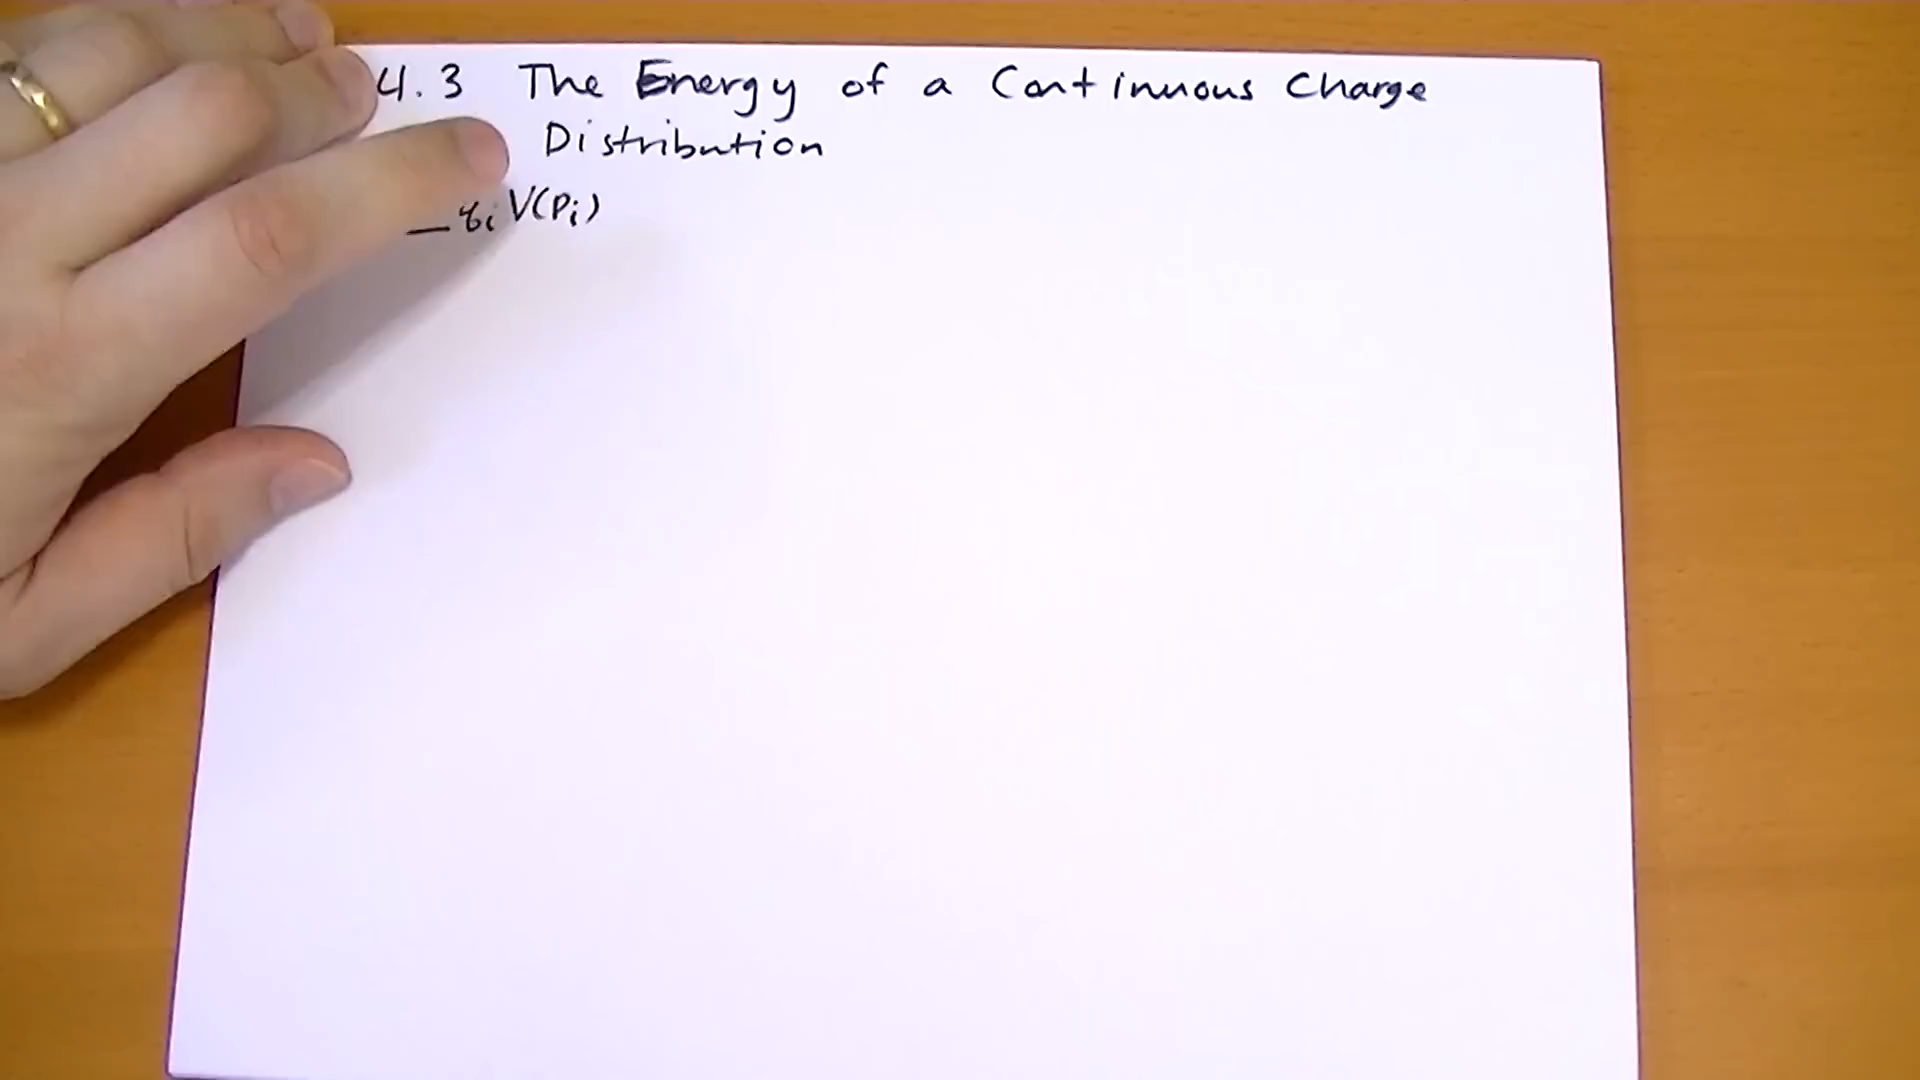 4.3 The Energy of a Continuous Charge
Distribution
qᵢ V(Pᵢ)